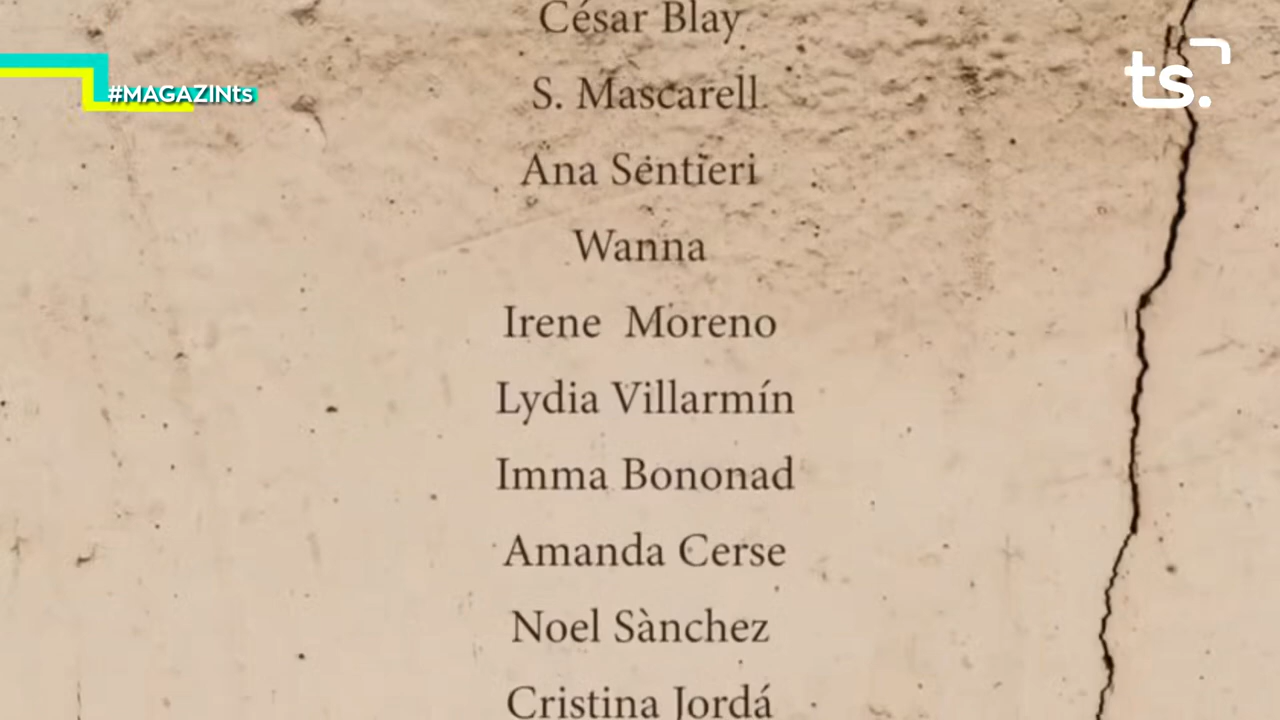 César Blay
#MAGAZINts
ts.
S. Mascarell
Ana Sentieri
Wanna
Irene Moreno
Lydia Villarmín
Imma Bononad
Amanda Cerse
Noel Sànchez
Cristina Jordá